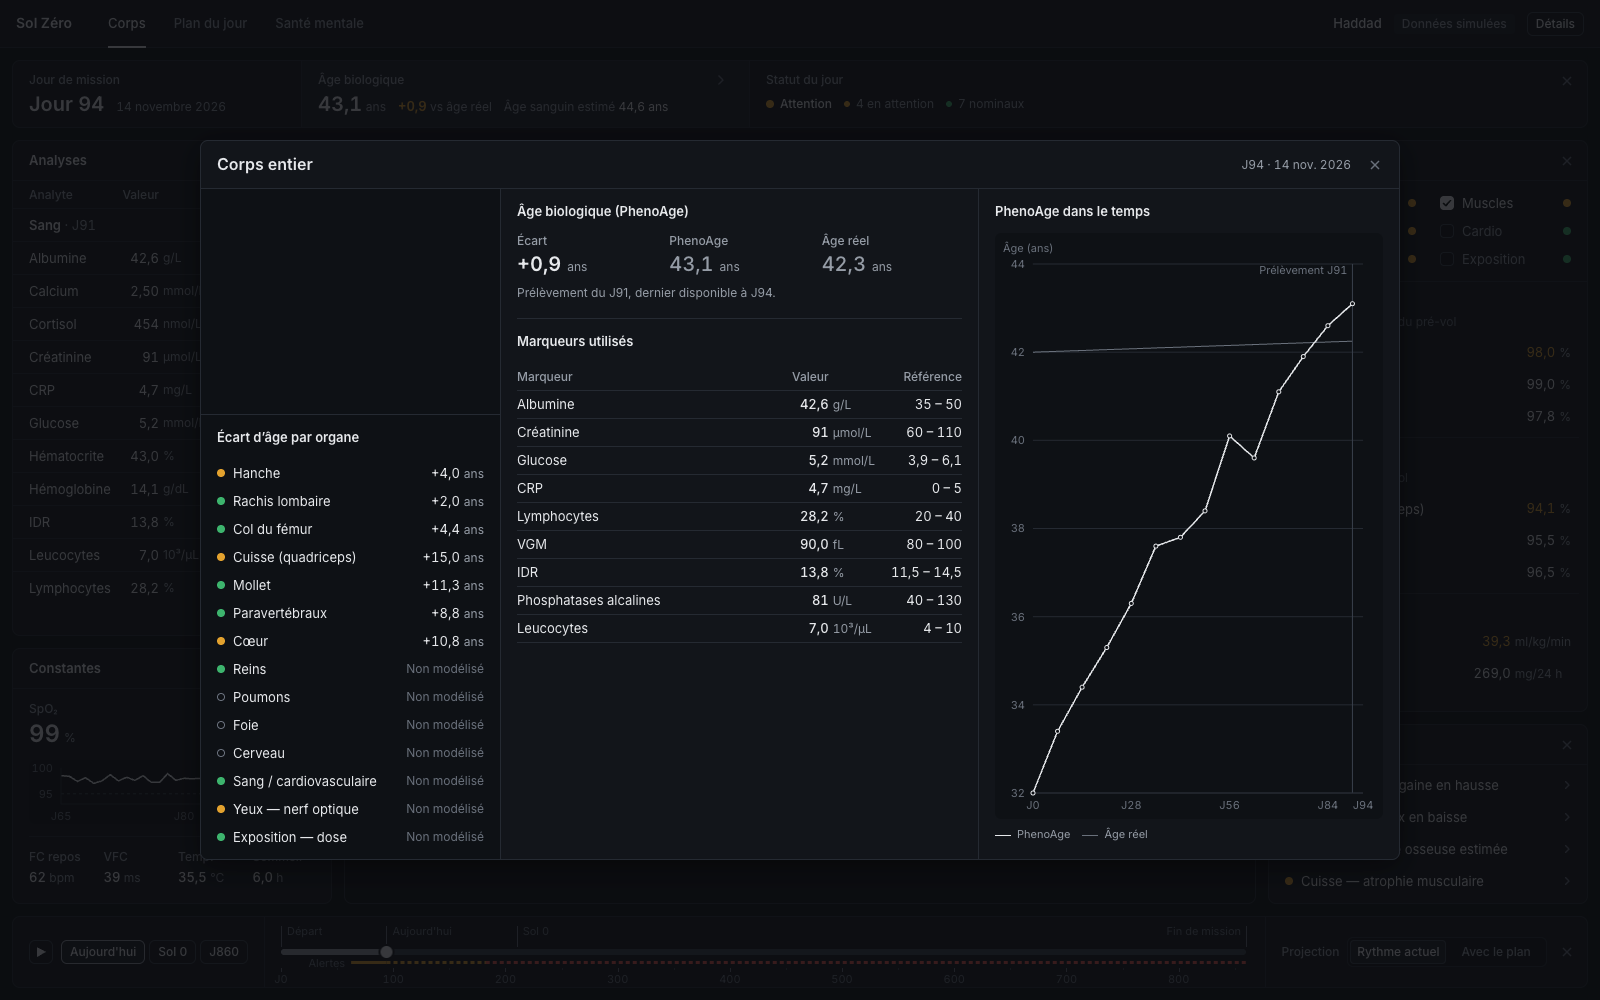 Sol Zéro Corps Plan du jour Santé mentale Haddad Données simulées Détails
Jour de mission
Jour 94 14 novembre 2026
Âge biologique
43,1 ans +0,9 vs âge réel Âge sanguin estimé 44,6 ans
Statut du jour
Attention 4 en attention 7 nominaux
Analyses
Analyte Valeur
Sang · J91
Albumine 42,6 g/L
Calcium 2,50 mmol/
Cortisol 454 nmol/L
Créatinine 91 µmol/L
CRP 4,7 mg/L
Glucose 5,2 mmol/
Hématocrite 43,0 %
Hémoglobine 14,1 g/dL
IDR 13,8 %
Leucocytes 7,0 10³/µL
Lymphocytes 28,2 %
Constantes
SpO₂
99 %
100
95
J65 J80
FC repos VFC
62 bpm 39 ms 35,5 °C 6,0 h
Corps entier J94 · 14 nov. 2026
Écart d’âge par organe
Hanche +4,0 ans
Rachis lombaire +2,0 ans
Col du fémur +4,4 ans
Cuisse (quadriceps) +15,0 ans
Mollet +11,3 ans
Paravertébraux +8,8 ans
Cœur +10,8 ans
Reins Non modélisé
Poumons Non modélisé
Foie Non modélisé
Cerveau Non modélisé
Sang / cardiovasculaire Non modélisé
Yeux — nerf optique Non modélisé
Exposition — dose Non modélisé
Âge biologique (PhenoAge)
Écart PhenoAge Âge réel
+0,9 ans 43,1 ans 42,3 ans
Prélèvement du J91, dernier disponible à J94.
Marqueurs utilisés
Marqueur Valeur Référence
Albumine 42,6 g/L 35 – 50
Créatinine 91 µmol/L 60 – 110
Glucose 5,2 mmol/L 3,9 – 6,1
CRP 4,7 mg/L 0 – 5
Lymphocytes 28,2 % 20 – 40
VGM 90,0 fL 80 – 100
IDR 13,8 % 11,5 – 14,5
Phosphatases alcalines 81 U/L 40 – 130
Leucocytes 7,0 10³/µL 4 – 10
PhenoAge dans le temps
Âge (ans)
Prélèvement J91
44
42
40
38
36
34
32
J0 J28 J56 J84 J94
PhenoAge Âge réel
Muscles
Cardio
Exposition
du pré-vol
98,0 %
99,0 %
97,8 %
94,1 %
95,5 %
96,5 %
39,3 ml/kg/min
269,0 mg/24 h
gaine en hausse
en baisse
osseuse estimée
Cuisse — atrophie musculaire
Aujourd'hui Sol 0 J860
Départ Aujourd'hui Sol 0 Fin de mission
Alertes
J0 100 200 300 400 500 600 700 800
Projection Rythme actuel Avec le plan